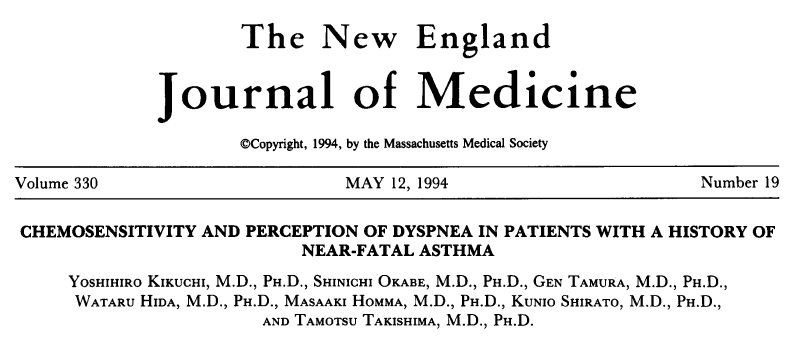 The New England
Journal of Medicine
©Copyright, 1994, by the Massachusetts Medical Society
Volume 330 MAY 12, 1994 Number 19
CHEMOSENSITIVITY AND PERCEPTION OF DYSPNEA IN PATIENTS WITH A HISTORY OF
NEAR-FATAL ASTHMA
Yoshihiro Kikuchi, M.D., Ph.D., Shinichi Okabe, M.D., Ph.D., Gen Tamura, M.D., Ph.D.,
Wataru Hida, M.D., Ph.D., Masaaki Homma, M.D., Ph.D., Kunio Shirato, M.D., Ph.D.,
and Tamotsu Takishima, M.D., Ph.D.